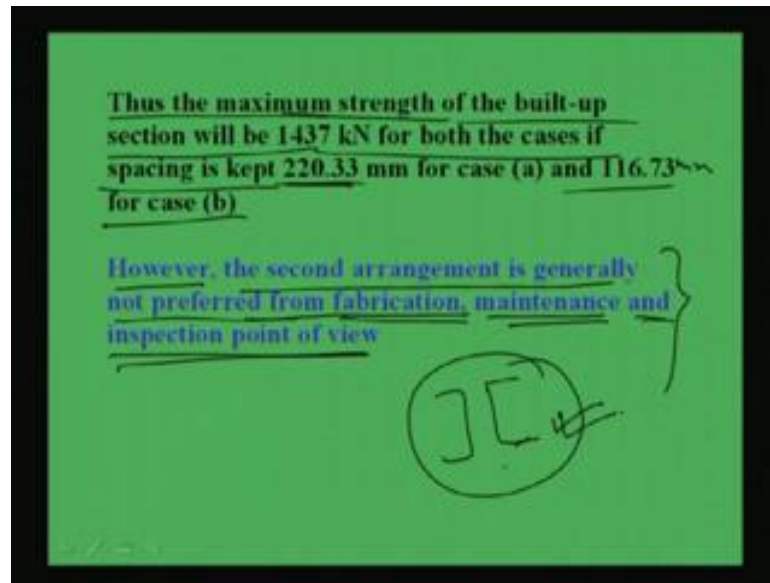 Thus the maximum strength of the built-up
section will be 1437 kN for both the cases if
spacing is kept 220.33 mm for case (a) and 116.73mm
for case (b)
However, the second arrangement is generally
not preferred from fabrication, maintenance and
inspection point of view